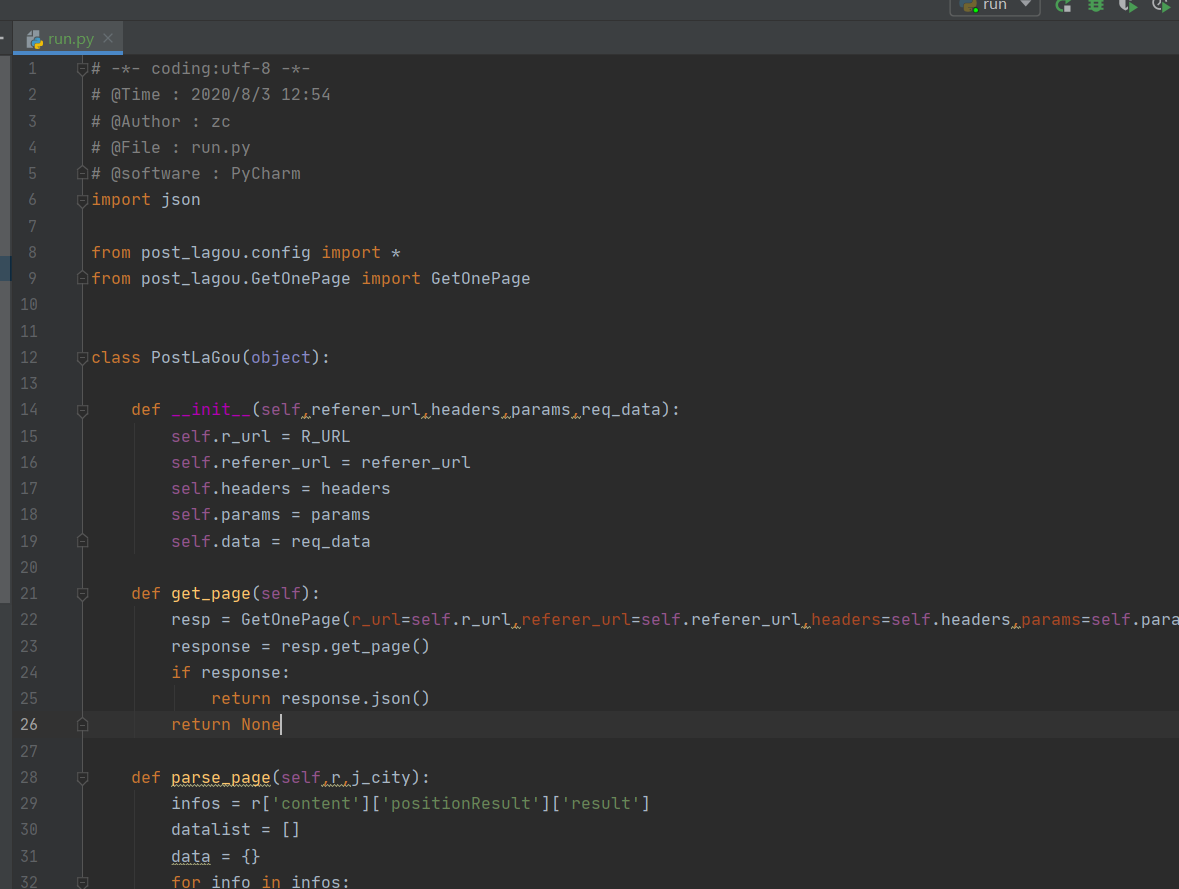 run
run.py
1 # -*- coding:utf-8 -*-
2 # @Time : 2020/8/3 12:54
3 # @Author : zc
4 # @File : run.py
5 # @software : PyCharm
6 import json
7
8 from post_lagou.config import *
9 from post_lagou.GetOnePage import GetOnePage
10
11
12 class PostLaGou(object):
13
14     def __init__(self,referer_url,headers,params,req_data):
15         self.r_url = R_URL
16         self.referer_url = referer_url
17         self.headers = headers
18         self.params = params
19         self.data = req_data
20
21     def get_page(self):
22         resp = GetOnePage(r_url=self.r_url,referer_url=self.referer_url,headers=self.headers,params=self.para
23         response = resp.get_page()
24         if response:
25             return response.json()
26         return None
27
28     def parse_page(self,r,j_city):
29         infos = r['content']['positionResult']['result']
30         datalist = []
31         data = {}
32         for info in infos: